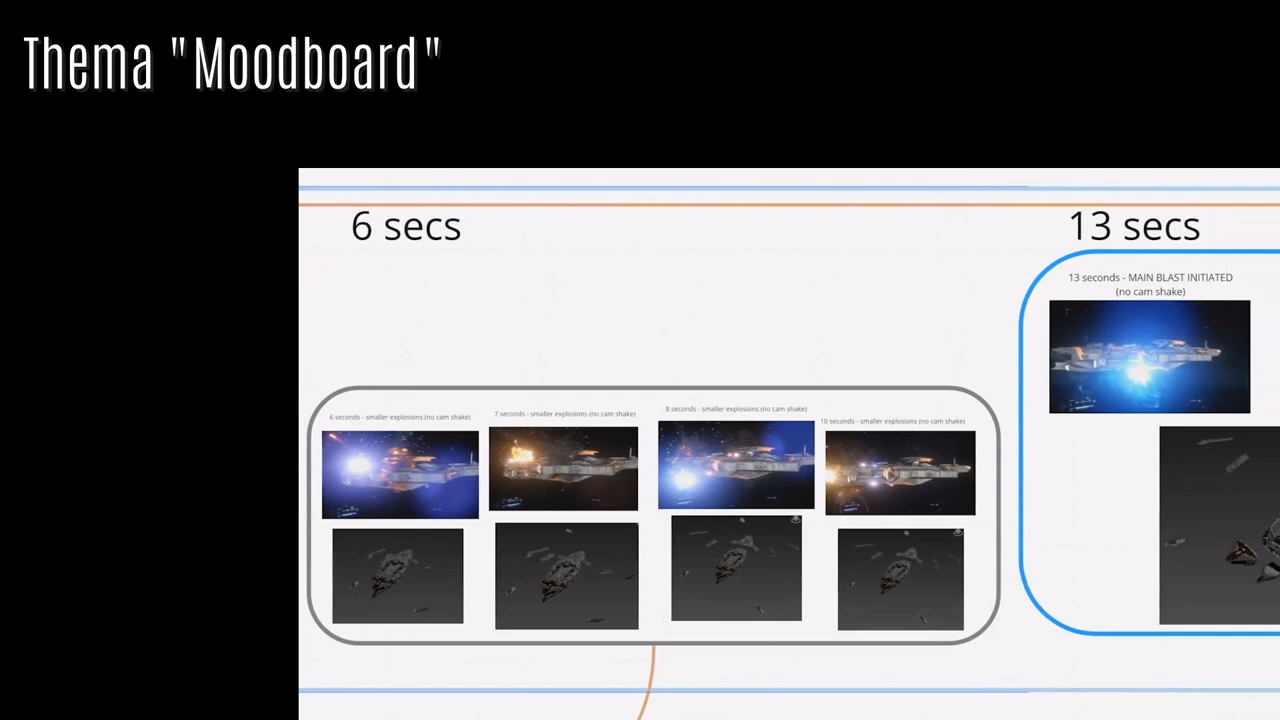 Thema "Moodboard"
6 secs
13 secs
13 seconds - MAIN BLAST INITIATED
(no cam shake)
6 seconds - smaller explosions (no cam shake)
7 seconds - smaller explosions (no cam shake)
8 seconds - smaller explosions (no cam shake)
10 seconds - smaller explosions (no cam shake)